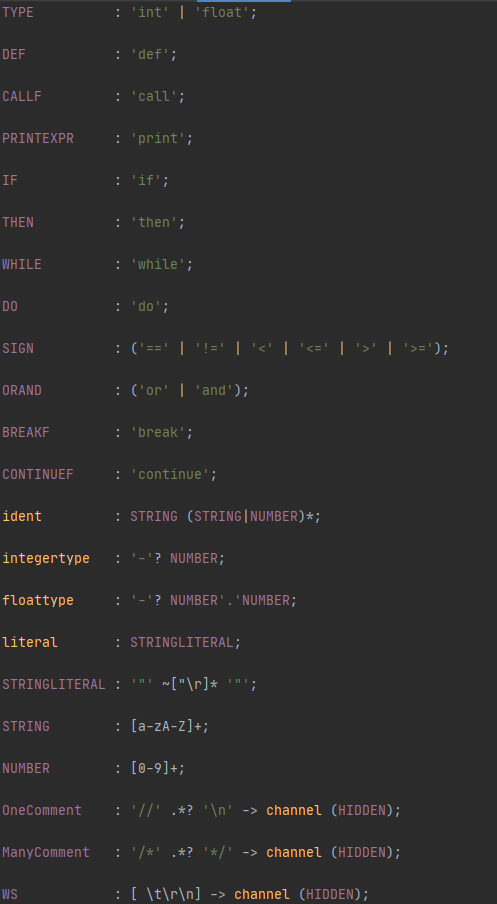 TYPE : 'int' | 'float';
DEF : 'def';
CALLF : 'call';
PRINTEXPR : 'print';
IF : 'if';
THEN : 'then';
WHILE : 'while';
DO : 'do';
SIGN : ('==' | '!=' | '<' | '<=' | '>' | '>=');
ORAND : ('or' | 'and');
BREAKF : 'break';
CONTINUEF : 'continue';
ident : STRING (STRING|NUMBER)*;
integertype : '-'? NUMBER;
floattype : '-'? NUMBER'.'NUMBER;
literal : STRINGLITERAL;
STRINGLITERAL : '"' ~["\r]* '"';
STRING : [a-zA-Z]+;
NUMBER : [0-9]+;
OneComment : '//' .*? '\n' -> channel (HIDDEN);
ManyComment : '/*' .*? '*/' -> channel (HIDDEN);
WS : [ \t\r\n] -> channel (HIDDEN);